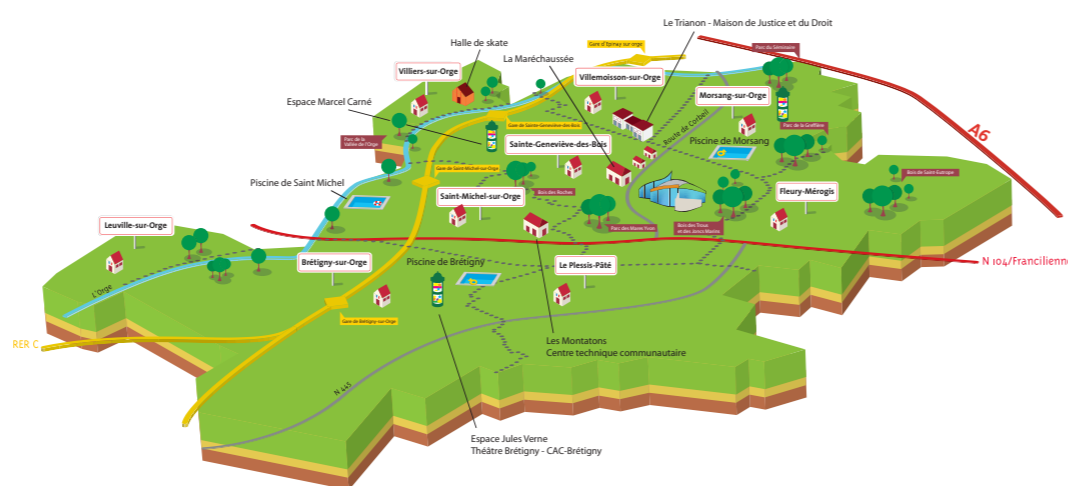 Le Trianon - Maison de Justice et du Droit
Halle de skate
Gare d'Epinay sur orge
Parc du Séminaire
La Maréchaussée
Villiers-sur-Orge
Villemoisson-sur-Orge
Morsang-sur-Orge
Espace Marcel Carné
A6
Gare de Sainte-Geneviève-des-Bois
Parc de la Greffière
Route de Corbeil
Parc de la
Vallée de l'Orge
Sainte-Geneviève-des-Bois
Piscine de Morsang
Gare de Saint-Michel-sur-Orge
Bois de Saint-Eutrope
Piscine de Saint Michel
Saint-Michel-sur-Orge
Bois des Roches
Fleury-Mérogis
Leuville-sur-Orge
Parc des Mares Yvon
Bois des Trous
et des Joncs Marins
Brétigny-sur-Orge
Piscine de Brétigny
Le Plessis-Pâté
N 104/Francilienne
L'Orge
Gare de Brétigny-sur-Orge
RER C
Les Montatons
Centre technique communautaire
N 445
Espace Jules Verne
Théâtre Brétigny - CAC-Brétigny